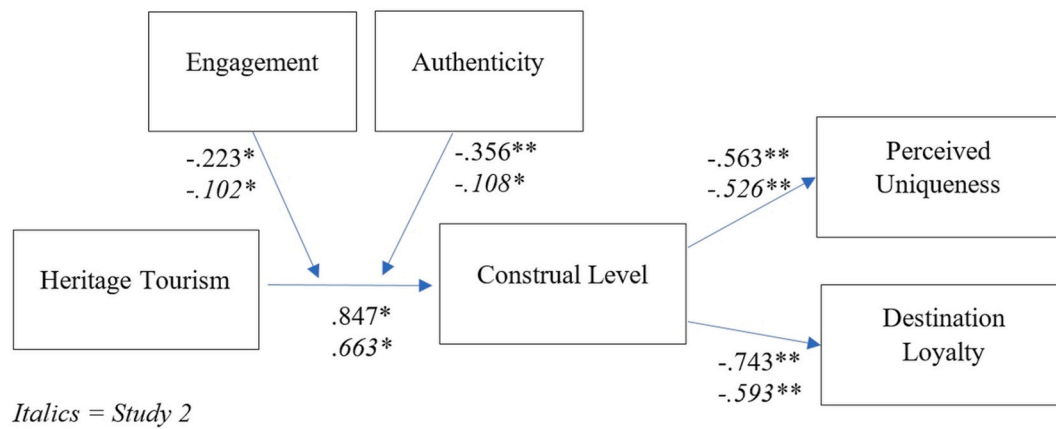 Engagement
Authenticity
-.223*
-.102*
-.356**
-.108*
-.563**
-.526**
Perceived
Uniqueness
Heritage Tourism
Construal Level
.847*
.663*
Destination
Loyalty
-.743**
-.593**
Italics = Study 2